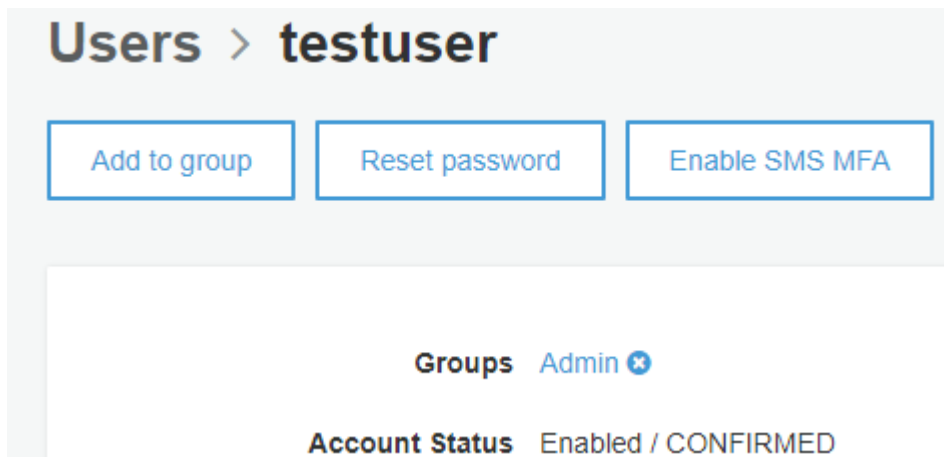 Users > testuser
Add to group Reset password Enable SMS MFA
Groups Admin
Account Status Enabled / CONFIRMED